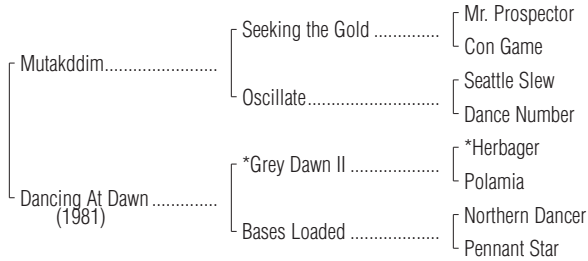 Mr. Prospector
Seeking the Gold ..............
Con Game
Mutakddim........................
Seattle Slew
Oscillate............................
Dance Number
*Herbager
*Grey Dawn II ...................
Polamia
Dancing At Dawn ..............
(1981)
Northern Dancer
Bases Loaded ...................
Pennant Star